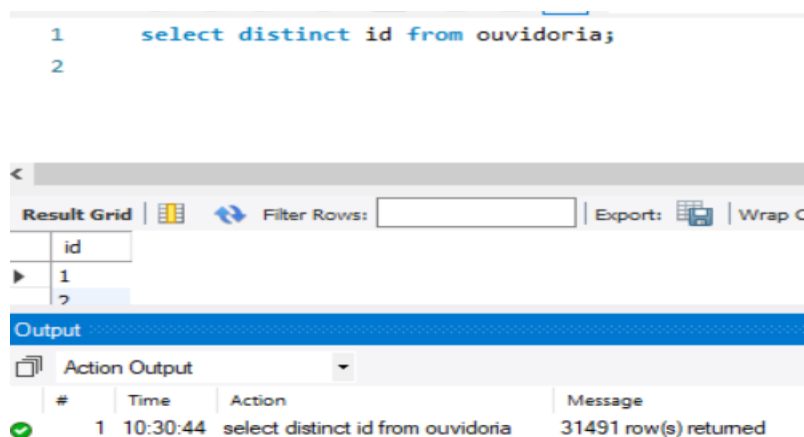 1 select distinct id from ouvidoria;
2
Result Grid Filter Rows: Export: Wrap C
id
1
2
Output
Action Output
# Time Action Message
1 10:30:44 select distinct id from ouvidoria 31491 row(s) returned